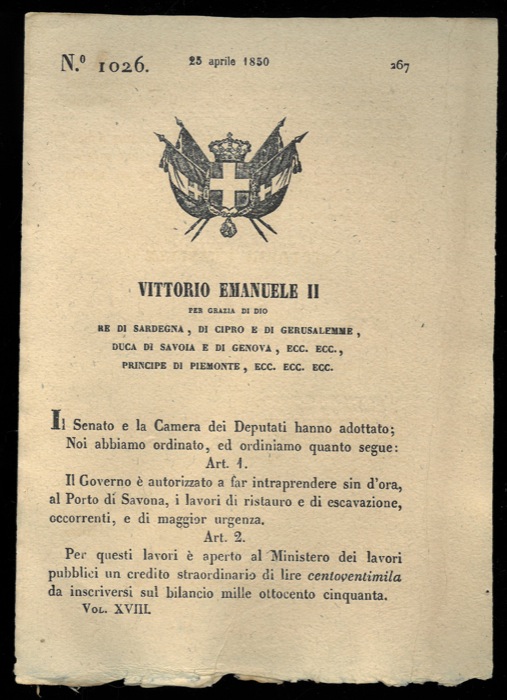 N.º 1026.
25 aprile 1850
267
VITTORIO EMANUELE II
PER GRAZIA DI DIO
RE DI SARDEGNA, DI CIPRO E DI GERUSALEMME,
DUCA DI SAVOIA E DI GENOVA, ECC. ECC.,
PRINCIPE DI PIEMONTE, ECC. ECC. ECC.
Il Senato e la Camera dei Deputati hanno adottato;
Noi abbiamo ordinato, ed ordiniamo quanto segue:
Art. 1.
Il Governo è autorizzato a far intraprendere sin d'ora,
al Porto di Savona, i lavori di ristauro e di escavazione,
occorrenti, e di maggior urgenza.
Art. 2.
Per questi lavori è aperto al Ministero dei lavori
pubblici un credito straordinario di lire centoventimila
da inscriversi sul bilancio mille ottocento cinquanta.
VOL. XVIII.